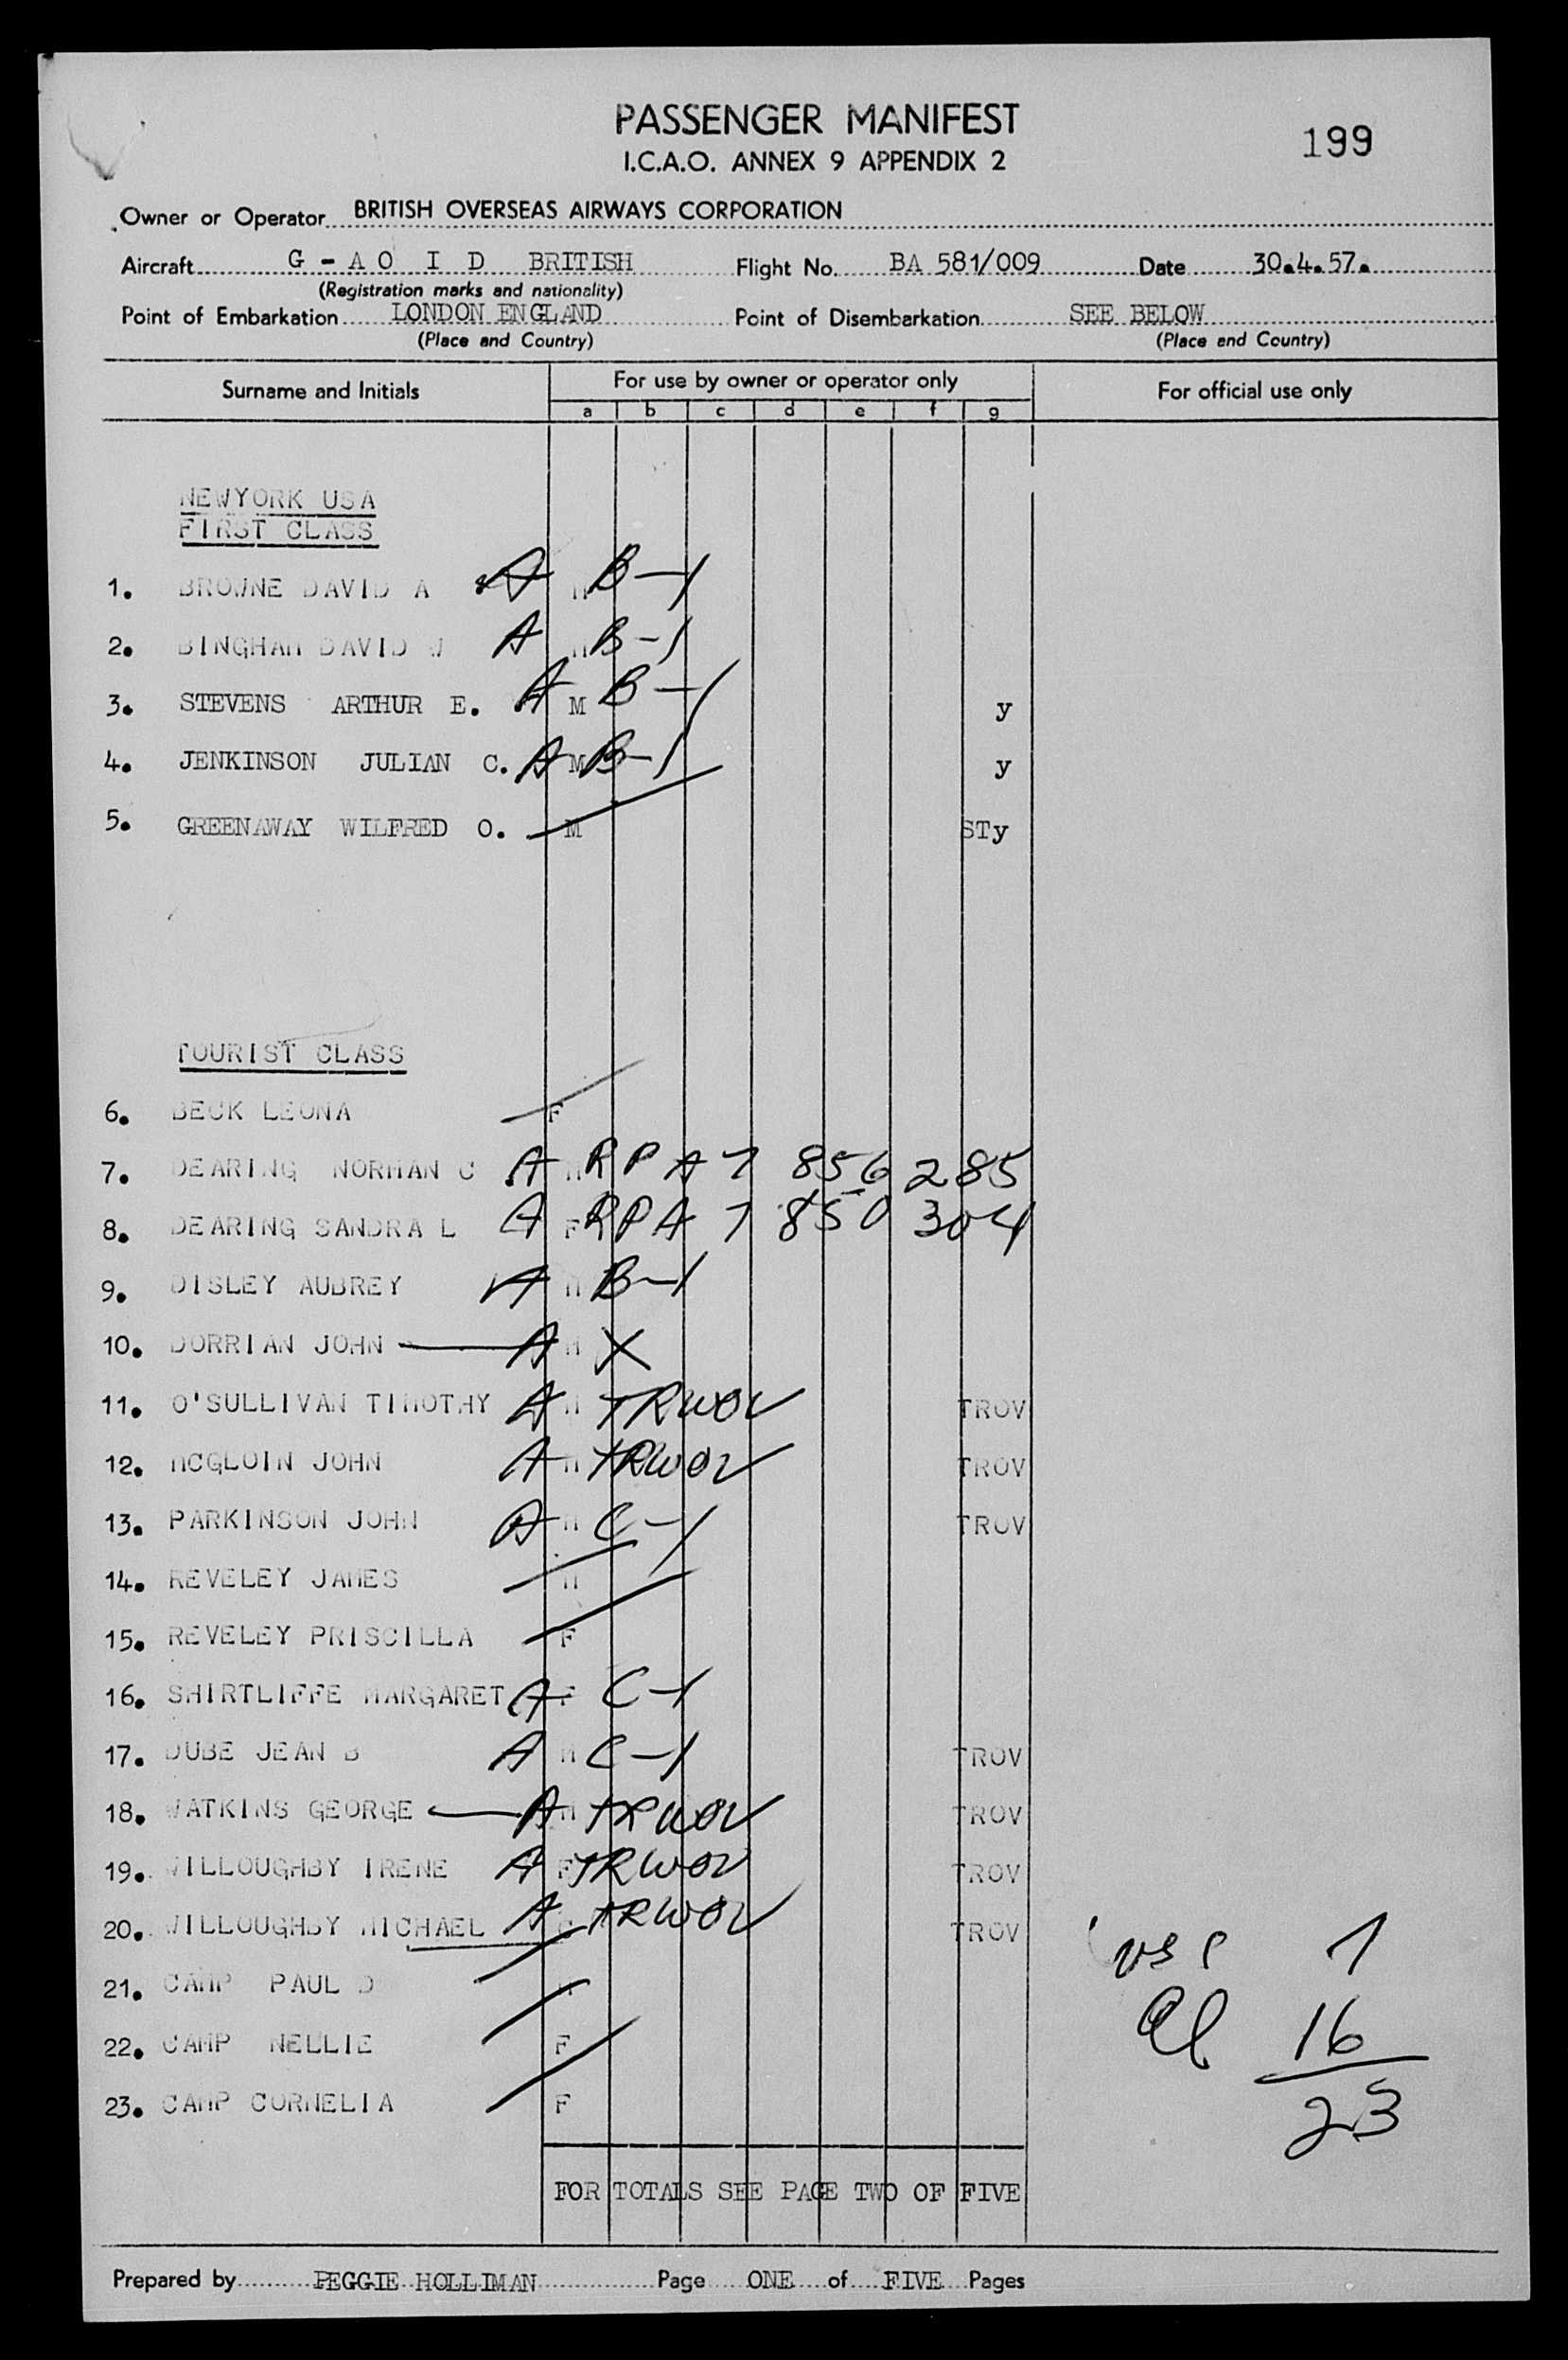 PASSENGER MANIFEST
I.C.A.O. ANNEX 9 APPENDIX 2
199
Owner or Operator BRITISH OVERSEAS AIRWAYS CORPORATION
Aircraft G - A O I D BRITISH Flight No. BA 581/009 Date 30.4.57.
(Registration marks and nationality)
Point of Embarkation LONDON ENGLAND Point of Disembarkation SEE BELOW
(Place and Country) (Place and Country)
Surname and Initials For use by owner or operator only For official use only
a b c d e f g
NEWYORK USA
FIRST CLASS
1. BROWNE DAVID A A M B-1
2. BINGHAM DAVID W A M B-1
3. STEVENS ARTHUR E. A M B-1 y
4. JENKINSON JULIAN C. A M B-1 y
5. GREENAWAY WILFRED O. M STy
TOURIST CLASS
6. BECK LEONA F
7. DEARING NORMAN C A M RP A7 856 285
8. DEARING SANDRA L A F RPA 7 850 304
9. DISLEY AUBREY A M B-1
10. DORRIAN JOHN A M X
11. O'SULLIVAN TIMOTHY A M TRWOV TROV
12. MCGLOIN JOHN A M TRWOV TROV
13. PARKINSON JOHN A M C-1 TROV
14. REVELEY JAMES M
15. REVELEY PRISCILLA F
16. SHIRTLIFFE MARGARET A F C-1
17. DUBE JEAN B A M C-1 TROV
18. WATKINS GEORGE A M TRWOV TROV
19. WILLOUGHBY IRENE A F TRWOV TROV
20. WILLOUGHBY MICHAEL A C TRWOV TROV
21. CAMP PAUL D M
22. CAMP NELLIE F
23. CAMP CORNELIA F
usc 7
al 16
23
FOR TOTALS SEE PAGE TWO OF FIVE
Prepared by PEGGIE HOLLIMAN Page ONE of FIVE Pages